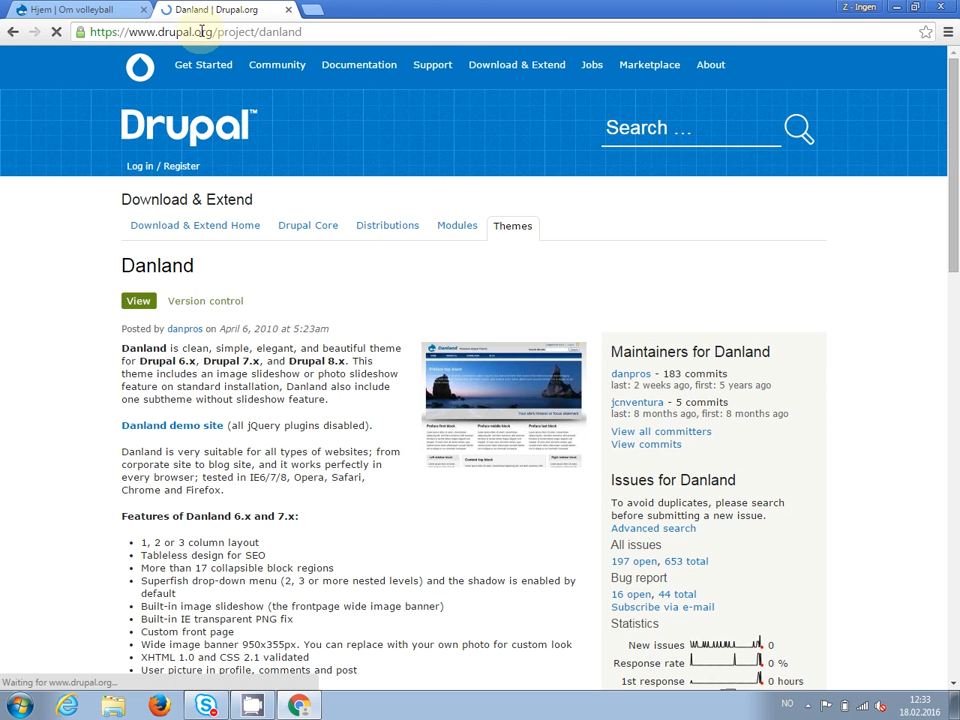 Hjem | Om volleyball
Danland | Drupal.org
Z - Ingen
https://www.drupal.org/project/danland
Get Started
Community
Documentation
Support
Download & Extend
Jobs
Marketplace
About
Drupal™
Search ...
Log in / Register
Download & Extend
Download & Extend Home
Drupal Core
Distributions
Modules
Themes
Danland
View
Version control
Posted by danpros on April 6, 2010 at 5:23am
Danland is clean, simple, elegant, and beautiful theme
for Drupal 6.x, Drupal 7.x, and Drupal 8.x. This
theme includes an image slideshow or photo slideshow
feature on standard installation, Danland also include
one subtheme without slideshow feature.
Danland demo site (all jQuery plugins disabled).
Danland is very suitable for all types of websites; from
corporate site to blog site, and it works perfectly in
every browser; tested in IE6/7/8, Opera, Safari,
Chrome and Firefox.
Features of Danland 6.x and 7.x:
1, 2 or 3 column layout
Tableless design for SEO
More than 17 collapsible block regions
Superfish drop-down menu (2, 3 or more nested levels) and the shadow is enabled by
default
Built-in image slideshow (the frontpage wide image banner)
Built-in IE transparent PNG fix
Custom front page
Wide image banner 950x355px. You can replace with your own photo for custom look
XHTML 1.0 and CSS 2.1 validated
User picture in profile, comments and post
Danland
Preface first block
Preface middle block
Preface last block
Maintainers for Danland
danpros - 183 commits
last: 2 weeks ago, first: 5 years ago
jcnventura - 5 commits
last: 8 months ago, first: 8 months ago
View all committers
View commits
Issues for Danland
To avoid duplicates, please search
before submitting a new issue.
Advanced search
All issues
197 open, 653 total
Bug report
16 open, 44 total
Subscribe via e-mail
Statistics
New issues 0
Response rate 0 %
1st response 0 hours
Waiting for www.drupal.org...
NO
12:33
18.02.2016